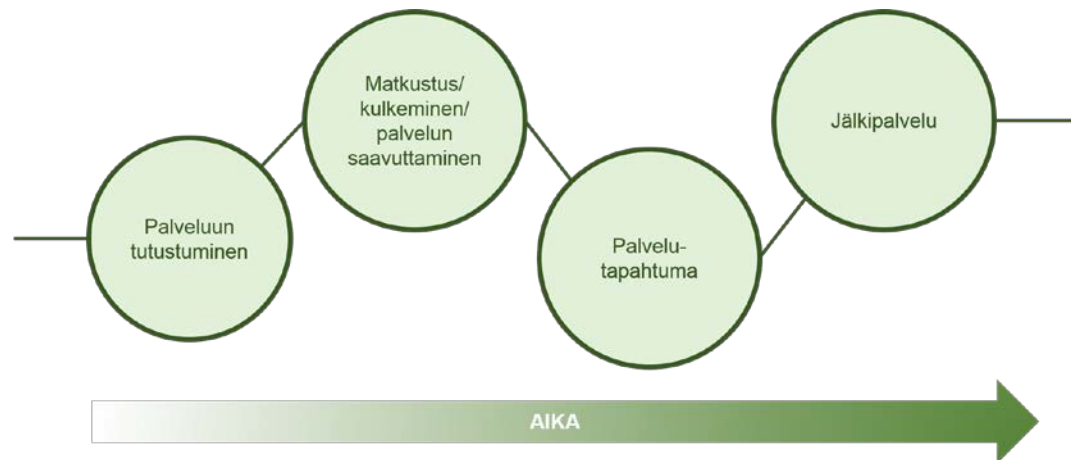 Palveluun
tutustuminen
Matkustus/
kulkeminen/
palvelun
saavuttaminen
Palvelu-
tapahtuma
Jälkipalvelu
AIKA